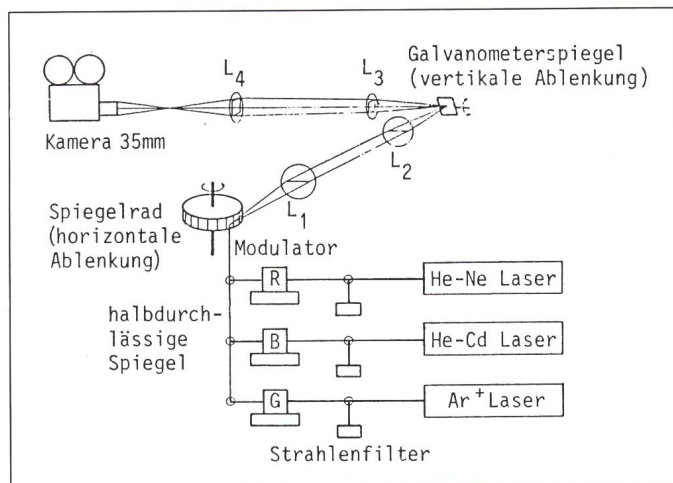 L4
L3
Galvanometerspiegel
(vertikale Ablenkung)
Kamera 35mm
L2
L1
Spiegelrad
(horizontale
Ablenkung)
Modulator
R
He-Ne Laser
halbdurch-
lässige
Spiegel
B
He-Cd Laser
G
Ar+ Laser
Strahlenfilter